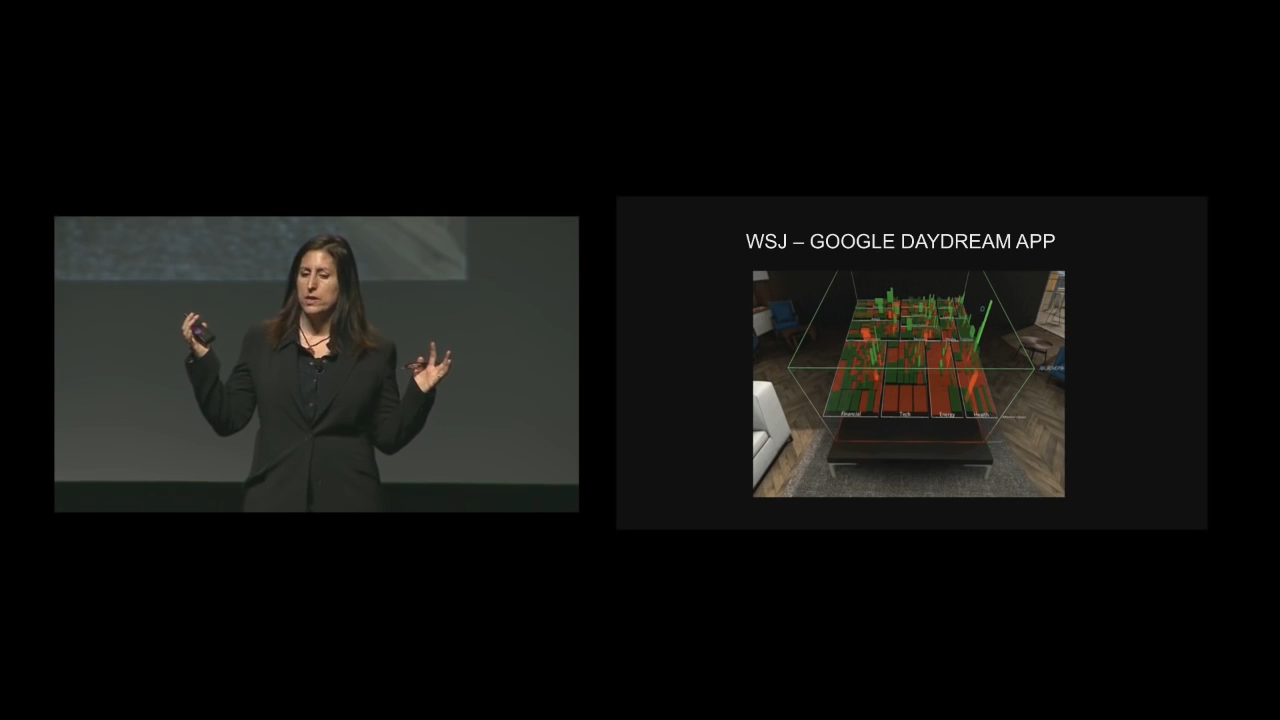 WSJ – GOOGLE DAYDREAM APP
Financial
Tech
Energy
Health